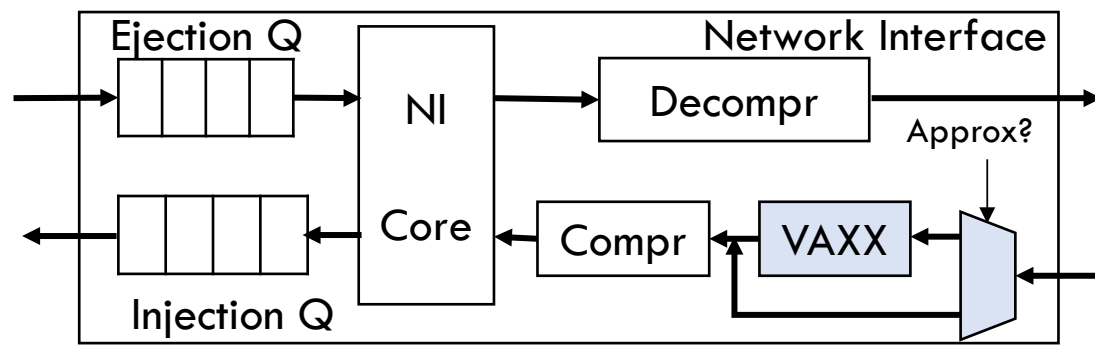 Ejection Q
Network Interface
NI
Core
Decompr
Approx?
Compr
VAXX
Injection Q